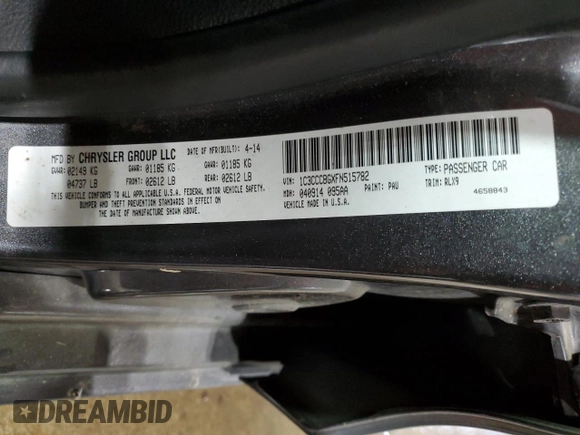 MFD BY CHRYSLER GROUP LLC DATE OF MFR(BUILT): 4-14
GVWR: 02149 KG GAWR: 01185 KG GAWR: 01185 KG
04737 LB FRONT: 02612 LB REAR: 02612 LB
THIS VEHICLE CONFORMS TO ALL APPLICABLE U.S.A. FEDERAL MOTOR VEHICLE SAFETY,
BUMPER AND THEFT PREVENTION STANDARDS IN EFFECT ON
THE DATE OF MANUFACTURE SHOWN ABOVE.
VIN: 1C3CCCBGXFN515782 TYPE: PASSENGER CAR
MDH: 040914 095AA PAINT: PAU TRIM: RLX9
VEHICLE MADE IN U.S.A. 4658843
DREAMBID